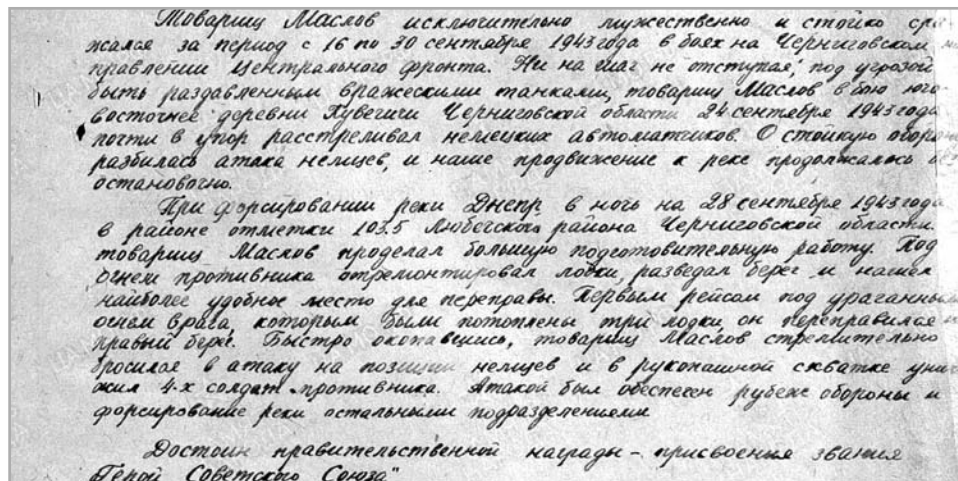 Товарищ Маслов исключительно мужественно и стойко сра-
жался за период с 16 по 30 сентября 1943 года в боях на Черниговском на-
правлении Центрального фронта. Ни на шаг не отступая, под угрозой
быть раздавленным вражескими танками, товарищ Маслов в бою юго-
восточнее деревни Пувечичи Черниговской области 24 сентября 1943 года
почти в упор расстреливал немецких автоматчиков. О стойкую оборону
разбилась атака немцев, и наше продвижение к реке продолжалось без
остановочно.
При форсировании реки Днепр в ночь на 28 сентября 1943 года
в районе отметки 103.5 Любечского района Черниговской области
товарищ Маслов проделал большую подготовительную работу. Под
огнем противника отремонтировал лодки, разведал берег и нашел
наиболее удобное место для переправы. Первым рейсом под ураганным
огнем врага, которым были потоплены три лодки, он переправился
правый берег. Быстро окопавшись, товарищ Маслов стремительно
бросился в атаку на позиции немцев и в рукопашной схватке унич
ожил 4-х солдат противника. Атакой был обеспечен рубеж обороны и
форсирование реки остальными подразделениями
Достоин правительственной награды - присвоения звания
"Герой Советского Союза"